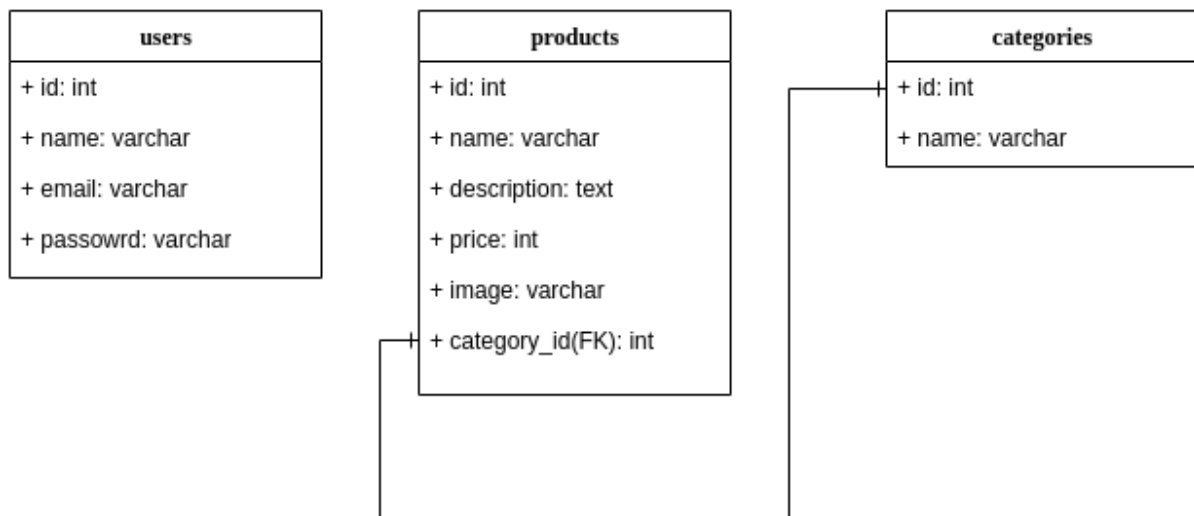 users
+ id: int
+ name: varchar
+ email: varchar
+ passowrd: varchar
products
+ id: int
+ name: varchar
+ description: text
+ price: int
+ image: varchar
+ category_id(FK): int
categories
+ id: int
+ name: varchar